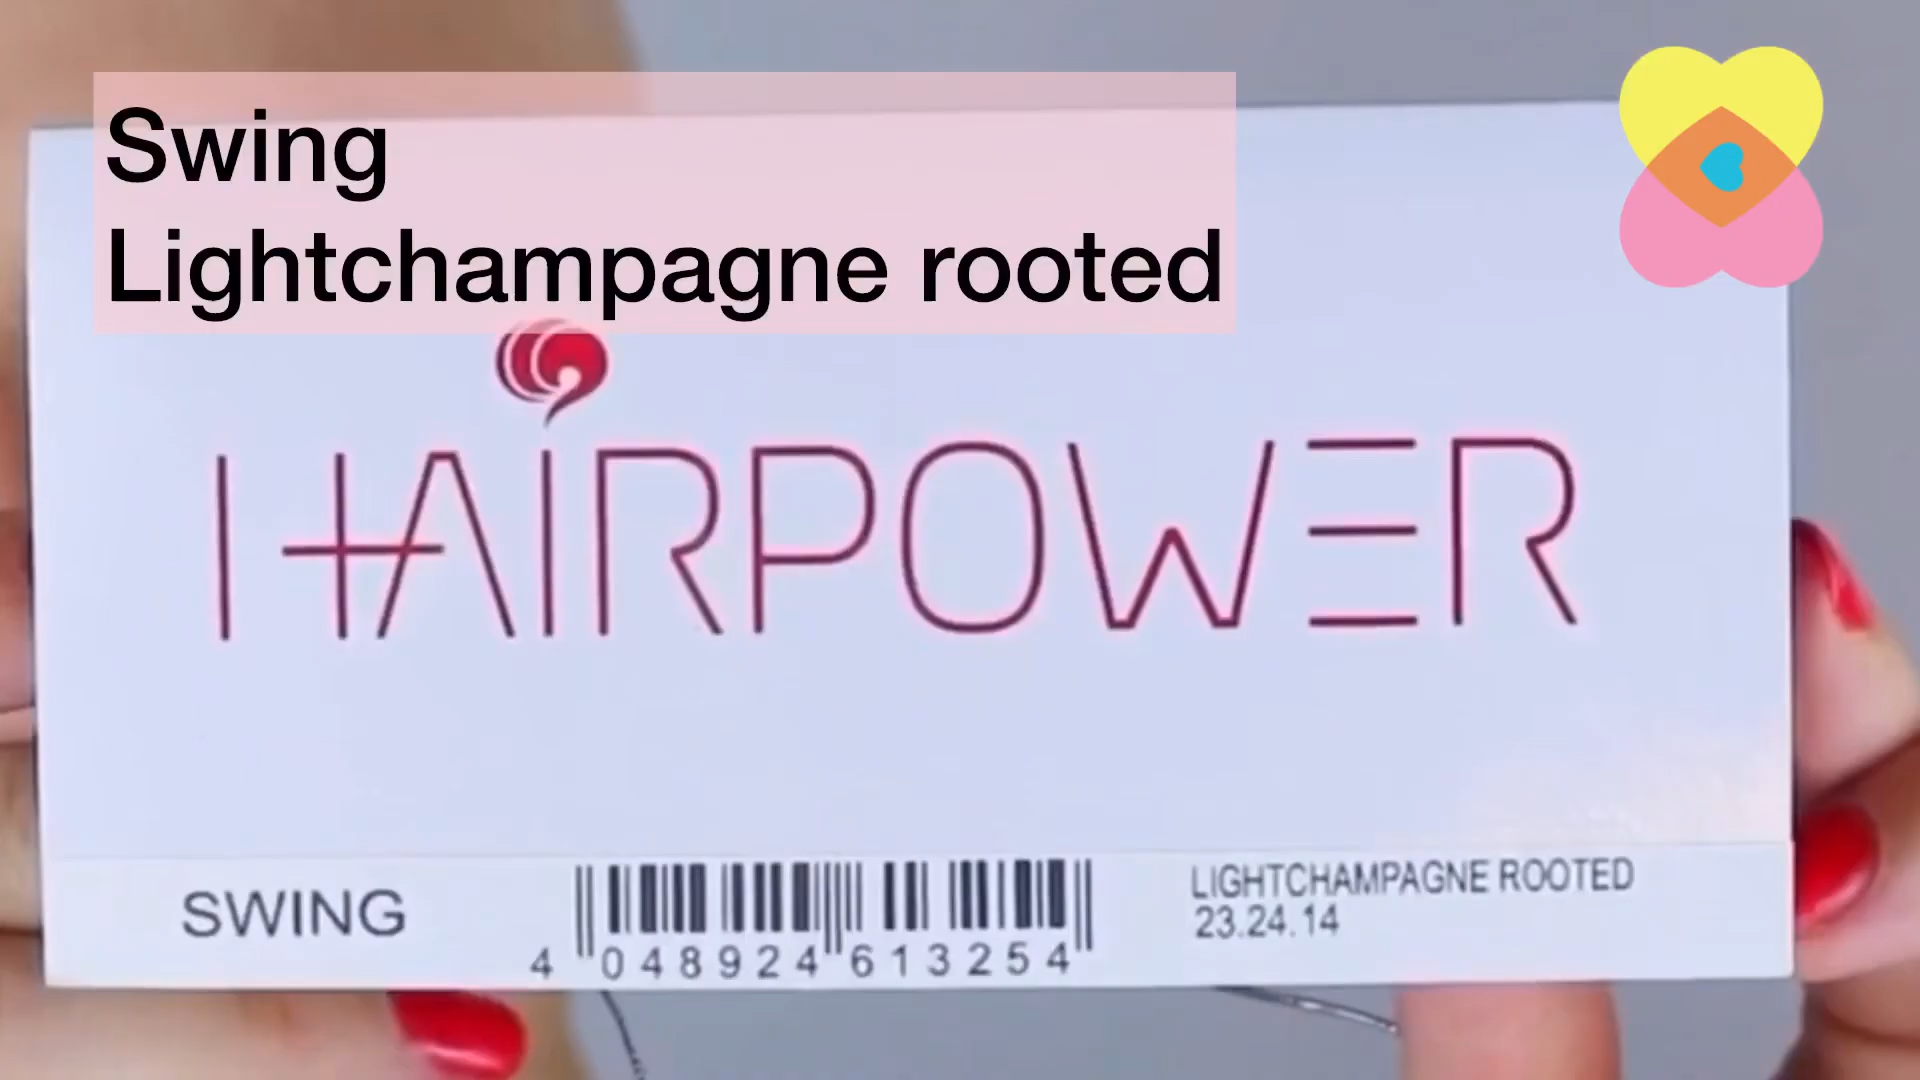 Swing
Lightchampagne rooted
HAIRPOWER
SWING
4 048924 613254
LIGHTCHAMPAGNE ROOTED
23.24.14